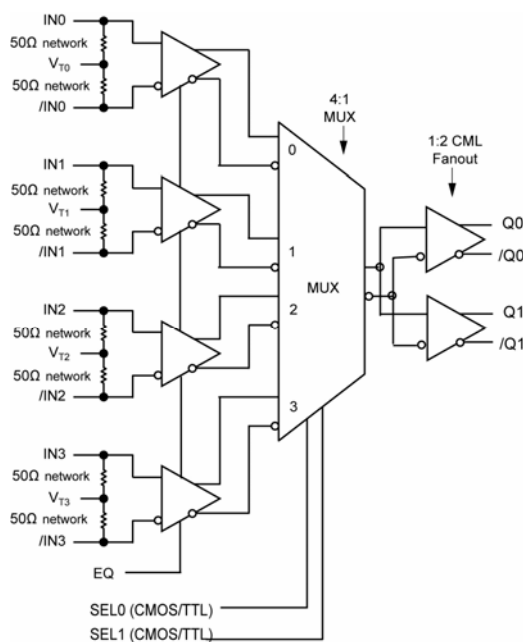 IN0
50Ω network
VT0
50Ω network
/IN0
IN1
50Ω network
VT1
50Ω network
/IN1
IN2
50Ω network
VT2
50Ω network
/IN2
IN3
50Ω network
VT3
50Ω network
/IN3
EQ
SEL0 (CMOS/TTL)
SEL1 (CMOS/TTL)
4:1
MUX
0
1
2
3
MUX
1:2 CML
Fanout
Q0
/Q0
Q1
/Q1